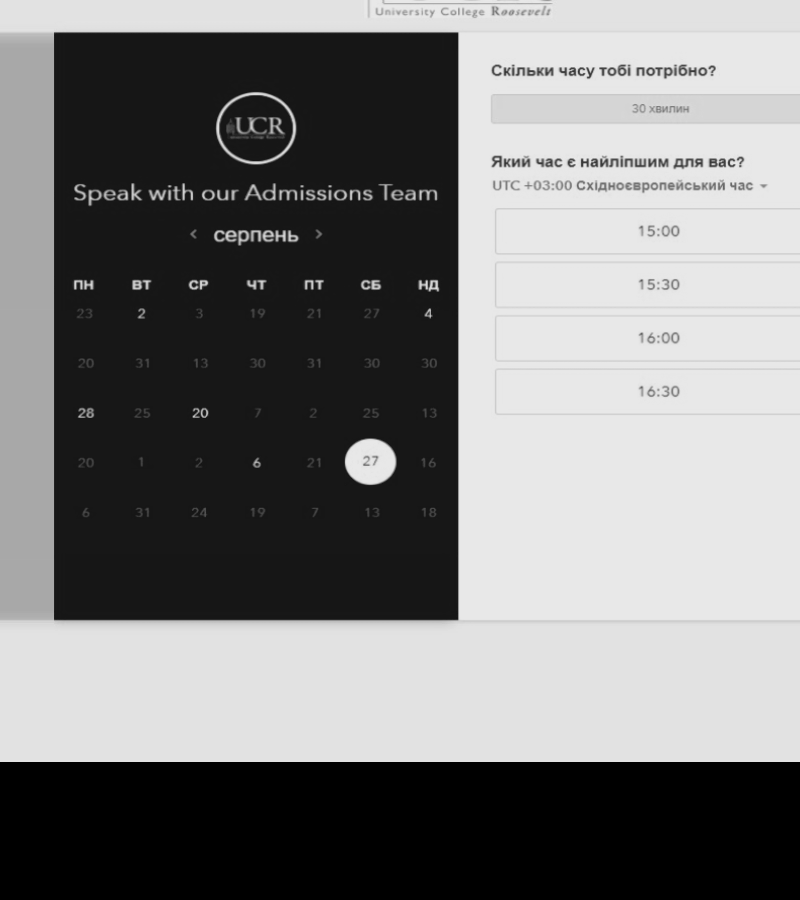 University College Roosevelt
UCR
Speak with our Admissions Team
< серпень >
ПН ВТ СР ЧТ ПТ СБ НД
23 2 3 19 21 27 4
20 31 13 30 31 30 30
28 25 20 7 2 25 13
20 1 2 6 21 27 16
6 31 24 19 7 13 18
Скільки часу тобі потрібно?
30 хвилин
Який час є найліпшим для вас?
UTC +03:00 Східноєвропейський час
15:00
15:30
16:00
16:30